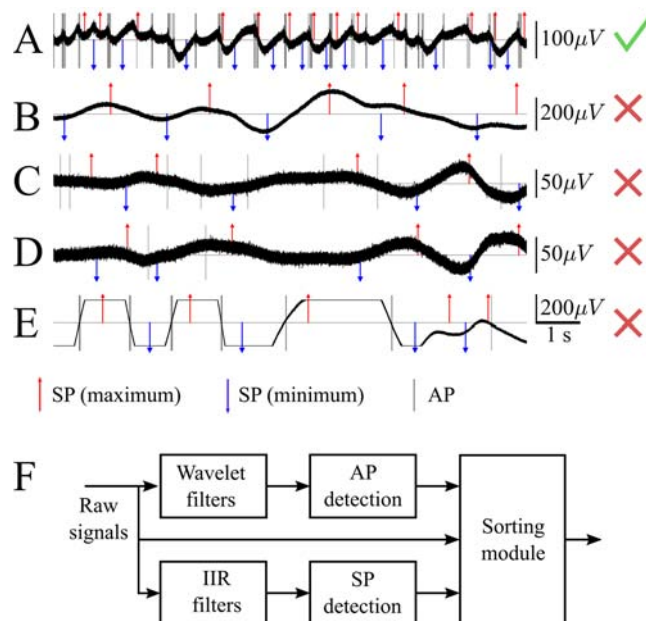 A
100μV
B
200μV
C
50μV
D
50μV
E
200μV
1 s
SP (maximum)
SP (minimum)
AP
F
Raw
signals
Wavelet
filters
AP
detection
Sorting
module
IIR
filters
SP
detection